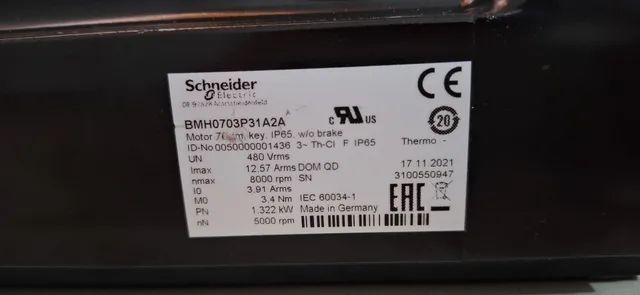 Schneider
Electric
CE
BMH0703P31A2A
c RU US
20
Motor 70mm, key, IP65, w/o brake
ID-No 0050000001436 3~ Th-Cl F IP65 Thermo -
UN 480 Vrms
Imax 12.57 Arms DOM QD 17.11.2021
nmax 8000 rpm SN 3100550947
I0 3.91 Arms
M0 3.4 Nm IEC 60034-1
PN 1.322 kW Made in Germany
nN 5000 rpm
EAC